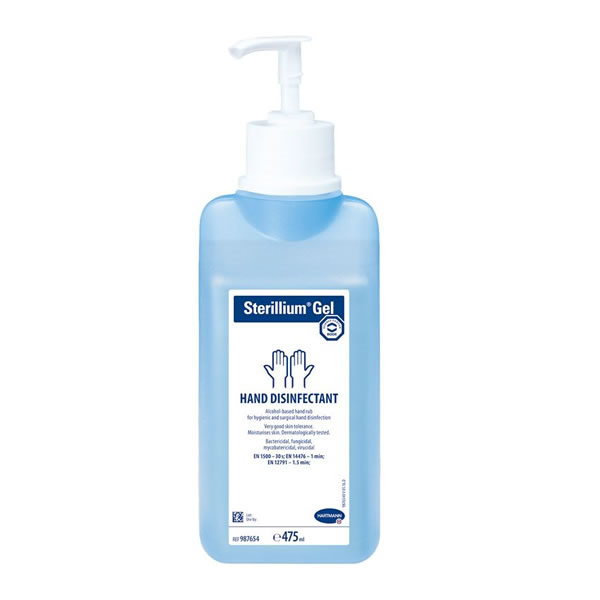 Sterillium® Gel
HAND DISINFECTANT
Alcohol-based hand rub
for hygienic and surgical hand disinfection
Very good skin tolerance.
Moisturises skin. Dermatologically tested.
Bactericidal, fungicidal,
mycobactericidal, virucidal
EN 1500 – 30 s; EN 14476 – 1 min;
EN 12791 – 1.5 min;
Lot:
HARTMANN
REF 987654
CE 475 ml